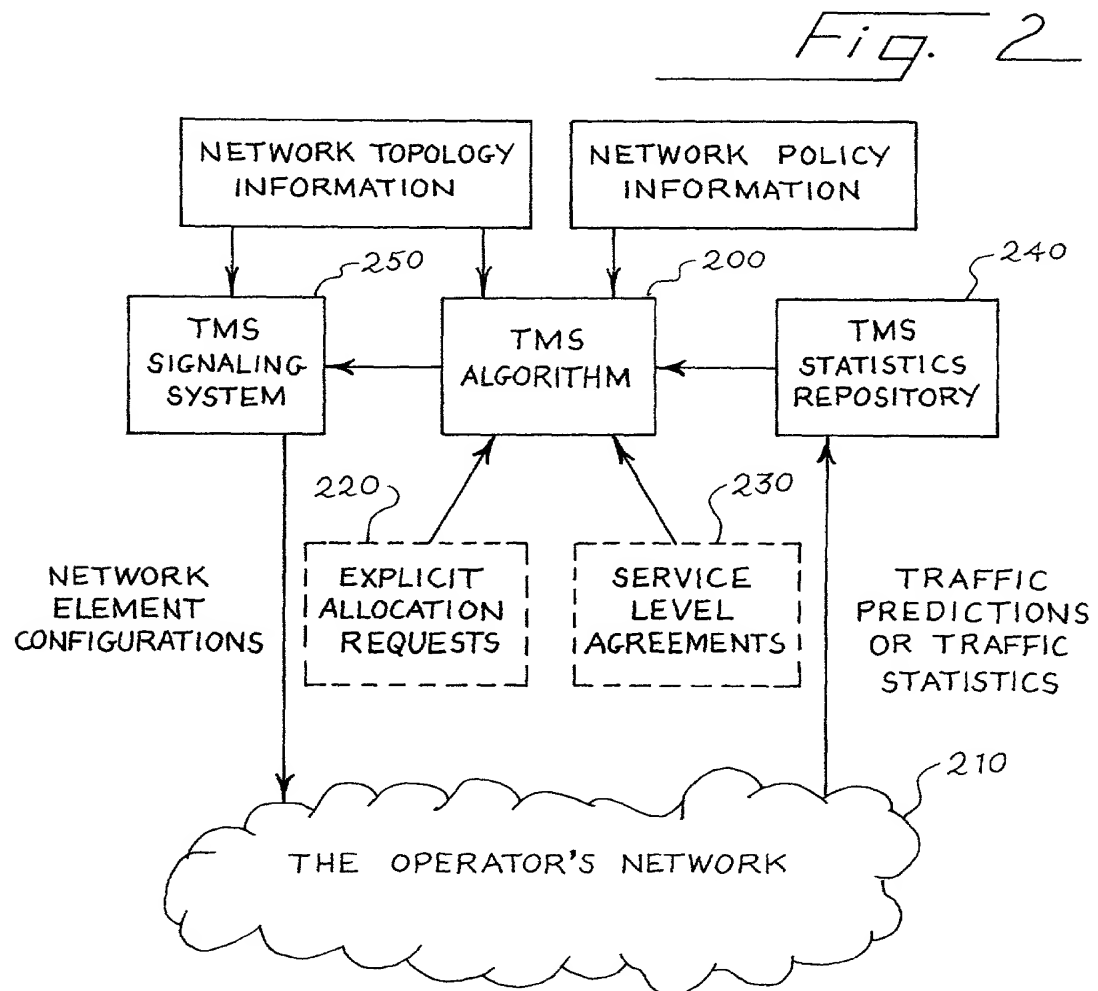 Fig. 2
NETWORK TOPOLOGY
INFORMATION
NETWORK POLICY
INFORMATION
250
200
240
TMS
SIGNALING
SYSTEM
TMS
ALGORITHM
TMS
STATISTICS
REPOSITORY
220
230
NETWORK
ELEMENT
CONFIGURATIONS
EXPLICIT
ALLOCATION
REQUESTS
SERVICE
LEVEL
AGREEMENTS
TRAFFIC
PREDICTIONS
OR TRAFFIC
STATISTICS
210
THE OPERATOR'S NETWORK